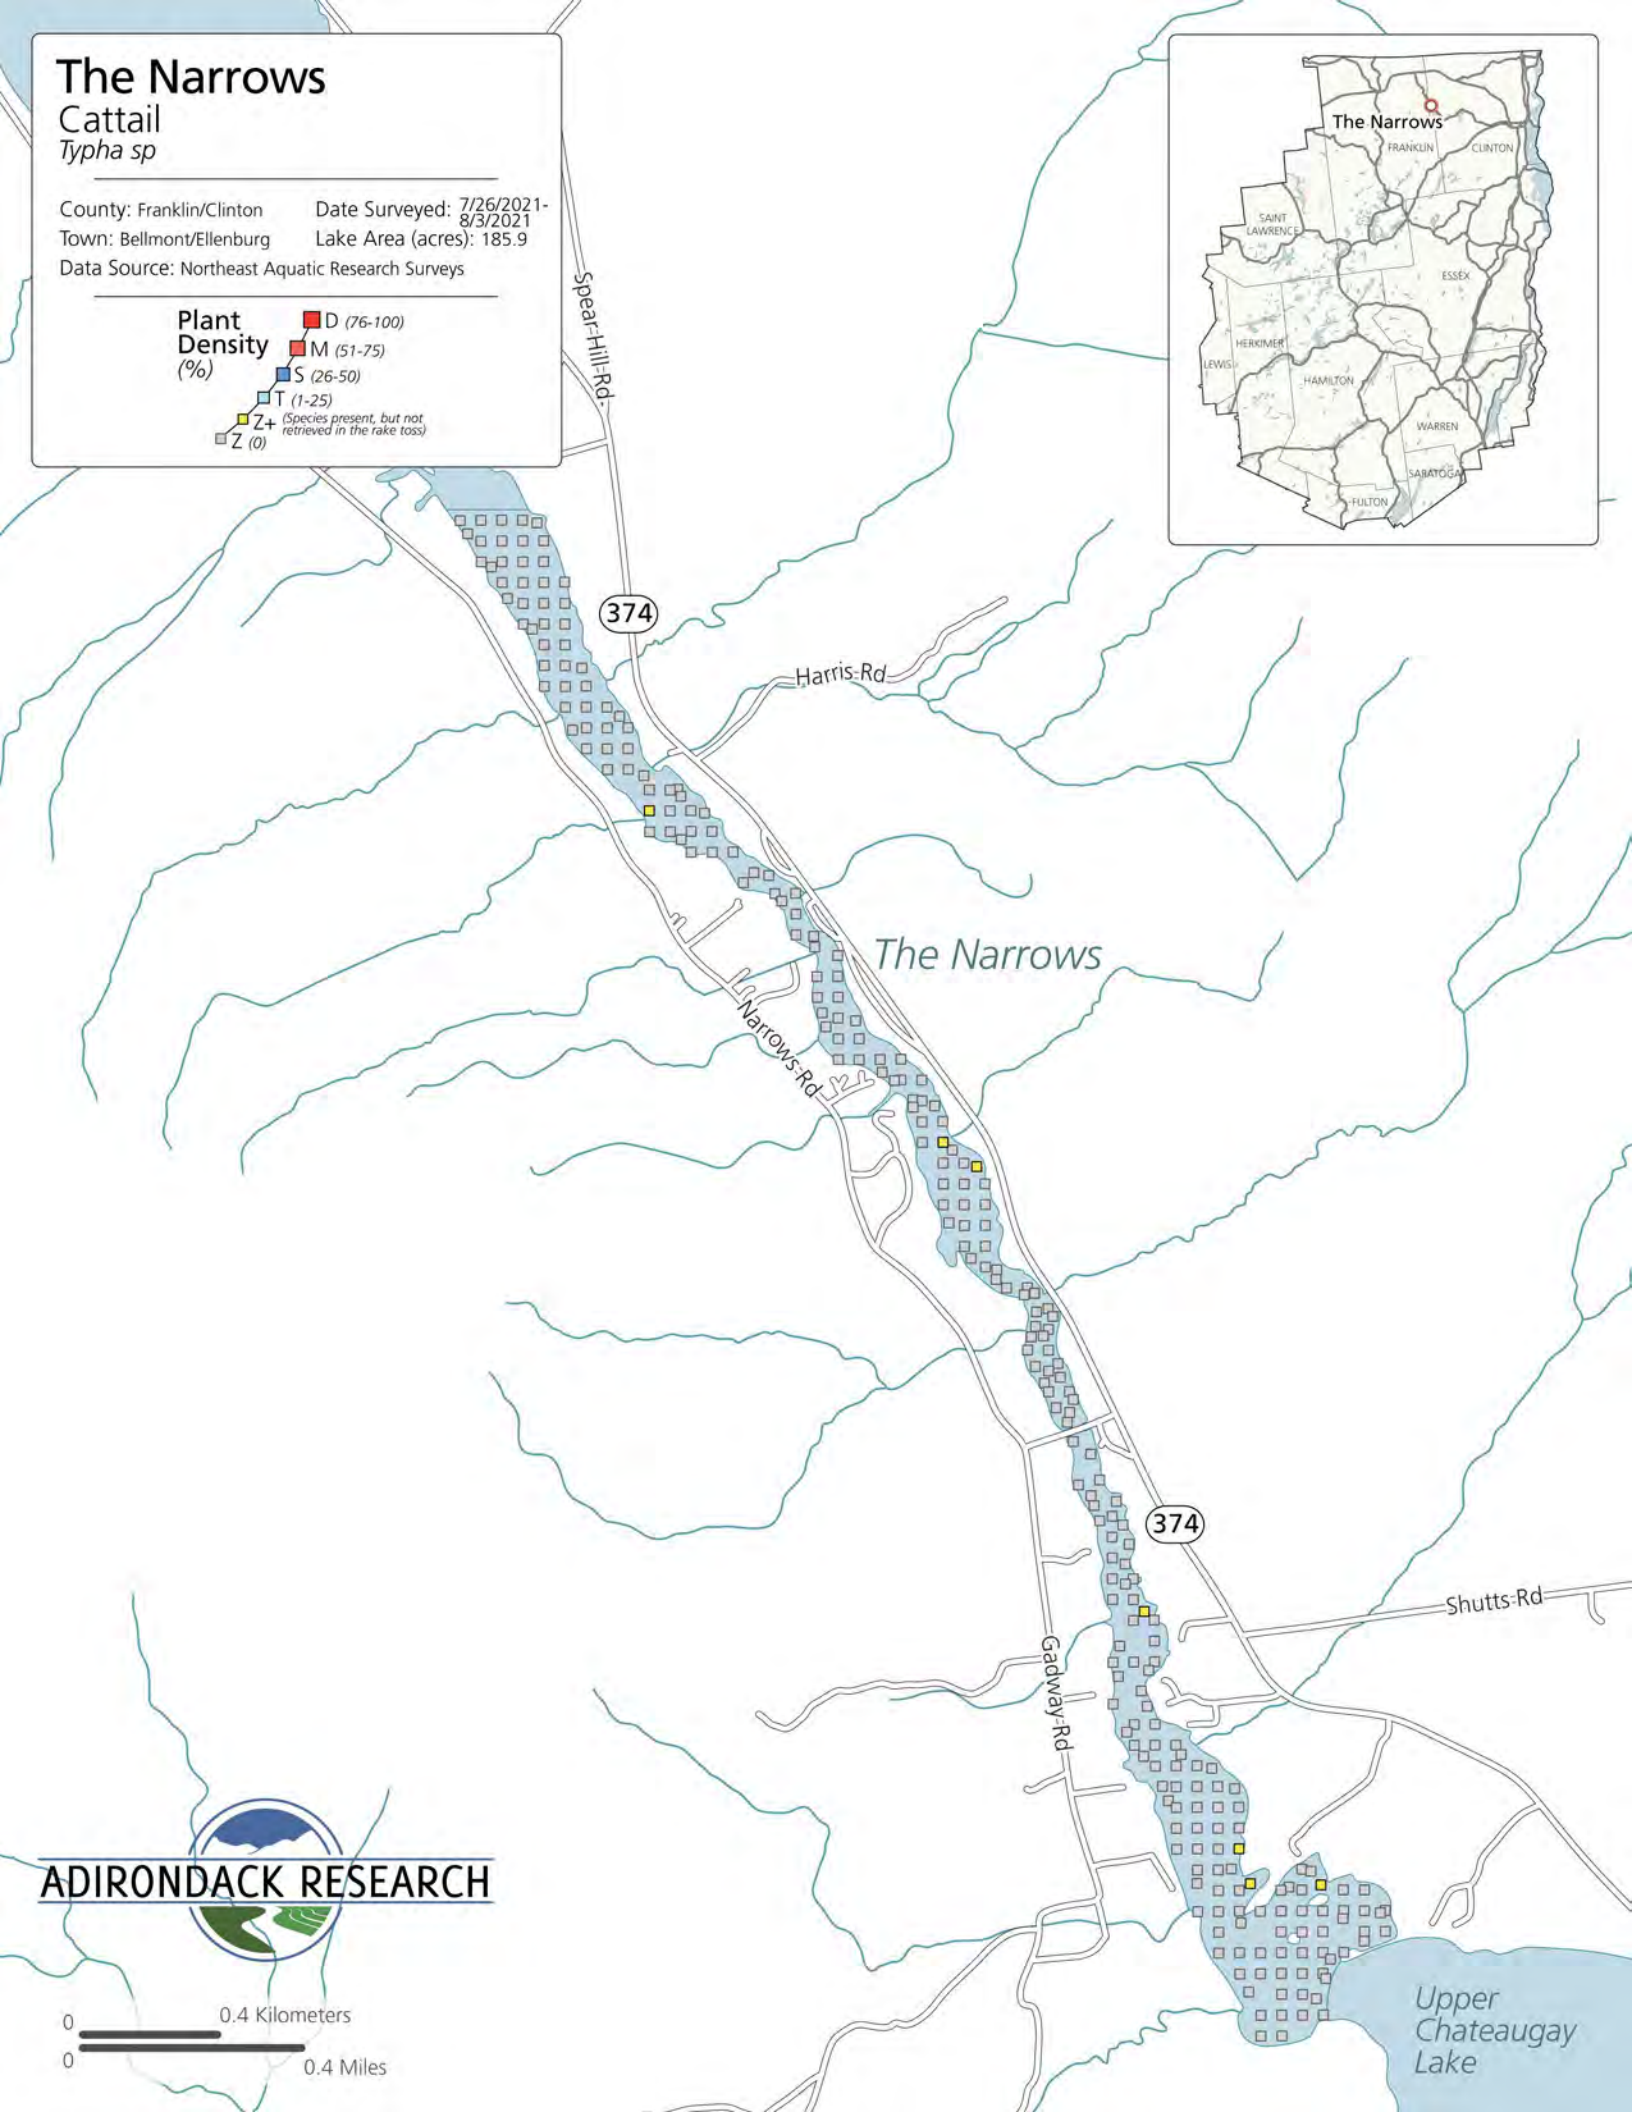 The Narrows
Cattail
Typha sp
County: Franklin/Clinton
Date Surveyed: 7/26/2021-
8/3/2021
Town: Bellmont/Ellenburg
Lake Area (acres): 185.9
Data Source: Northeast Aquatic Research Surveys
Plant
Density
(%)
D (76-100)
M (51-75)
S (26-50)
T (1-25)
Z+ (Species present, but not
retrieved in the rake toss)
Z (0)
The Narrows
FRANKLIN
CLINTON
SAINT
LAWRENCE
ESSEX
HERKIMER
LEWIS
HAMILTON
WARREN
SARATOGA
FULTON
Spear-Hill-Rd-
374
Harris-Rd
The Narrows
Narrows-Rd
374
Shutts-Rd
Gadway-Rd
ADIRONDACK RESEARCH
0 0.4 Kilometers
0 0.4 Miles
Upper
Chateaugay
Lake